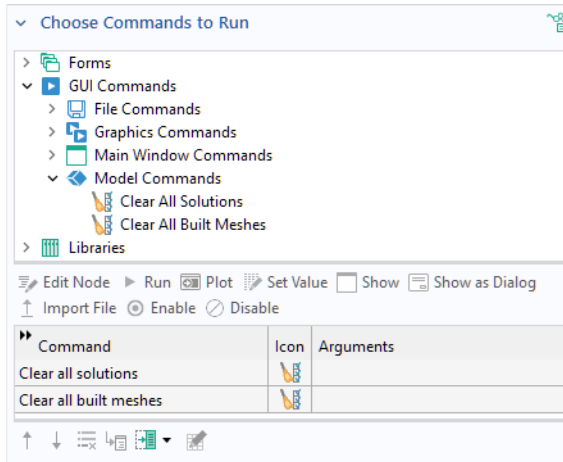 Choose Commands to Run
Forms
GUI Commands
File Commands
Graphics Commands
Main Window Commands
Model Commands
Clear All Solutions
Clear All Built Meshes
Libraries
Edit Node Run Plot Set Value Show Show as Dialog
Import File Enable Disable
Command Icon Arguments
Clear all solutions
Clear all built meshes